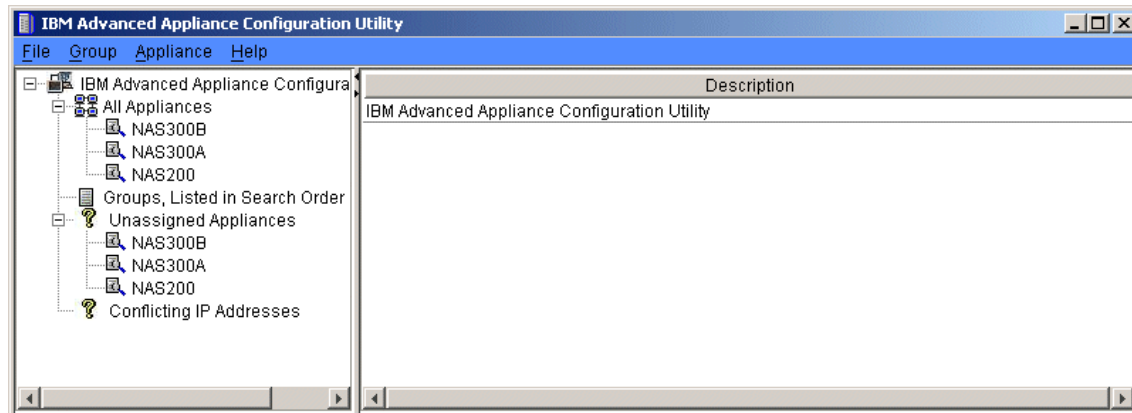 IBM Advanced Appliance Configuration Utility
File Group Appliance Help
IBM Advanced Appliance Configura
All Appliances
NAS300B
NAS300A
NAS200
Groups, Listed in Search Order
Unassigned Appliances
NAS300B
NAS300A
NAS200
Conflicting IP Addresses
Description
IBM Advanced Appliance Configuration Utility